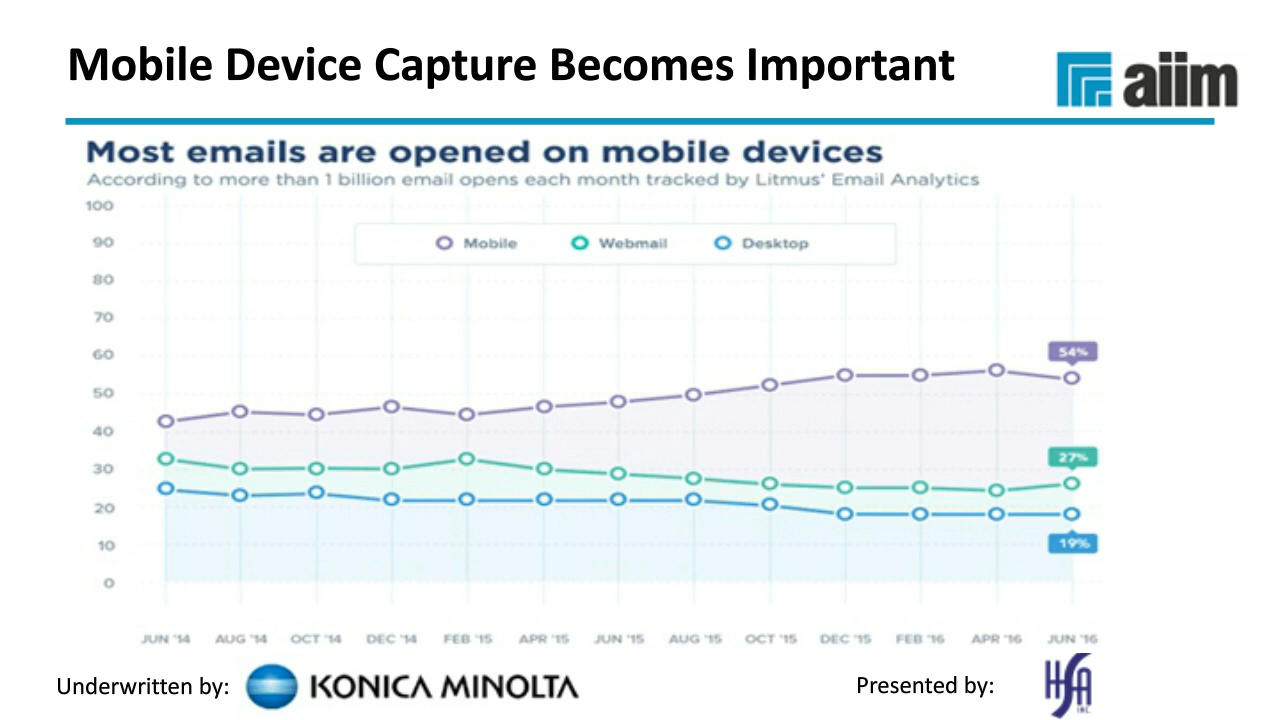 Mobile Device Capture Becomes Important
aiim
Most emails are opened on mobile devices
According to more than 1 billion email opens each month tracked by Litmus' Email Analytics
100
90
Mobile Webmail Desktop
80
70
60
54%
50
40
30
27%
20
19%
10
0
JUN '14 AUG '14 OCT '14 DEC '14 FEB '15 APR '15 JUN '15 AUG '15 OCT '15 DEC '15 FEB '16 APR '16 JUN '16
Underwritten by: KONICA MINOLTA Presented by: HSA INC.